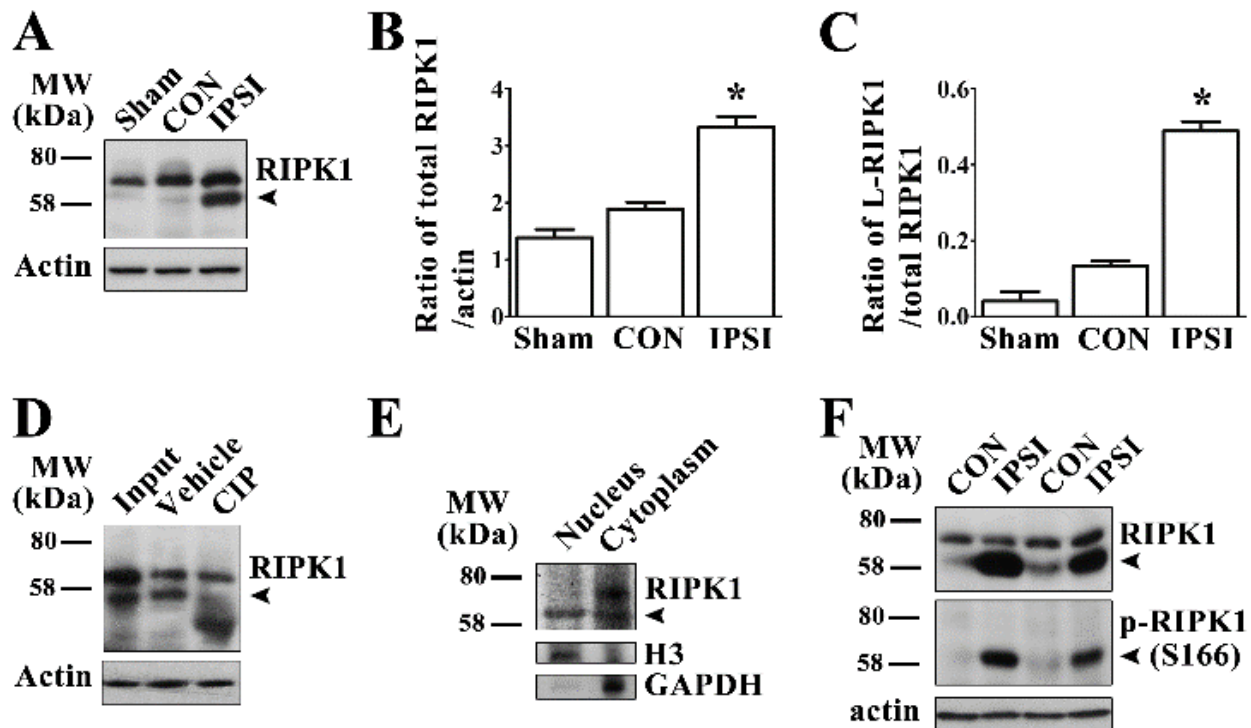 A
MW
(kDa)
Sham
CON
IPSI
80
58
RIPK1
Actin
B
Ratio of total RIPK1
/actin
4
3
2
1
0
*
Sham CON IPSI
C
Ratio of L-RIPK1
/total RIPK1
0.6
0.4
0.2
0.0
*
Sham CON IPSI
D
MW
(kDa)
Input
Vehicle
CIP
80
58
RIPK1
Actin
E
MW
(kDa)
Nucleus
Cytoplasm
80
58
RIPK1
H3
GAPDH
F
MW
(kDa)
CON
IPSI
CON
IPSI
80
58
RIPK1
80
58
p-RIPK1
(S166)
actin